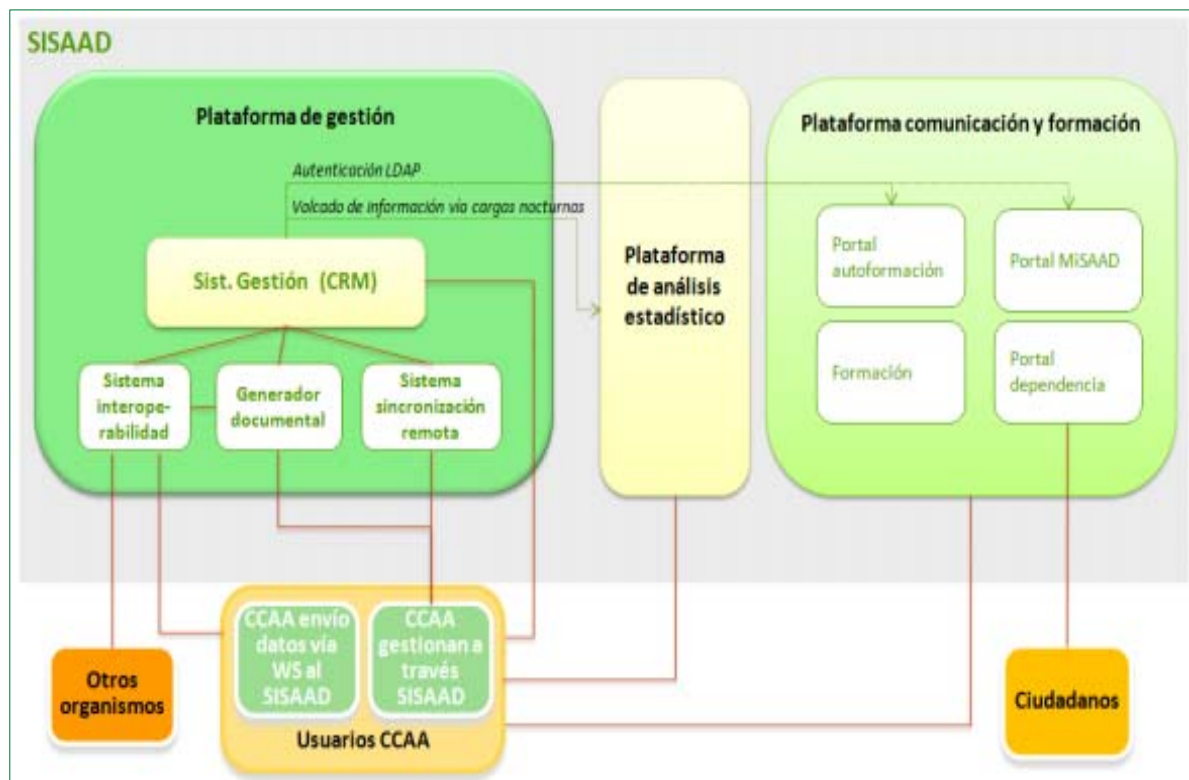 SISAAD
Plataforma de gestión
Autenticación LDAP
Volcado de información vía cargas nocturnas
Sist. Gestión (CRM)
Sistema
interope-
rabilidad
Generador
documental
Sistema
sincronización
remota
Plataforma
de análisis
estadístico
Plataforma comunicación y formación
Portal
autoformación
Portal MiSAAD
Formación
Portal
dependencia
CCAA envío
datos vía
WS al
SISAAD
CCAA
gestionan a
través
SISAAD
Usuarios CCAA
Otros
organismos
Ciudadanos